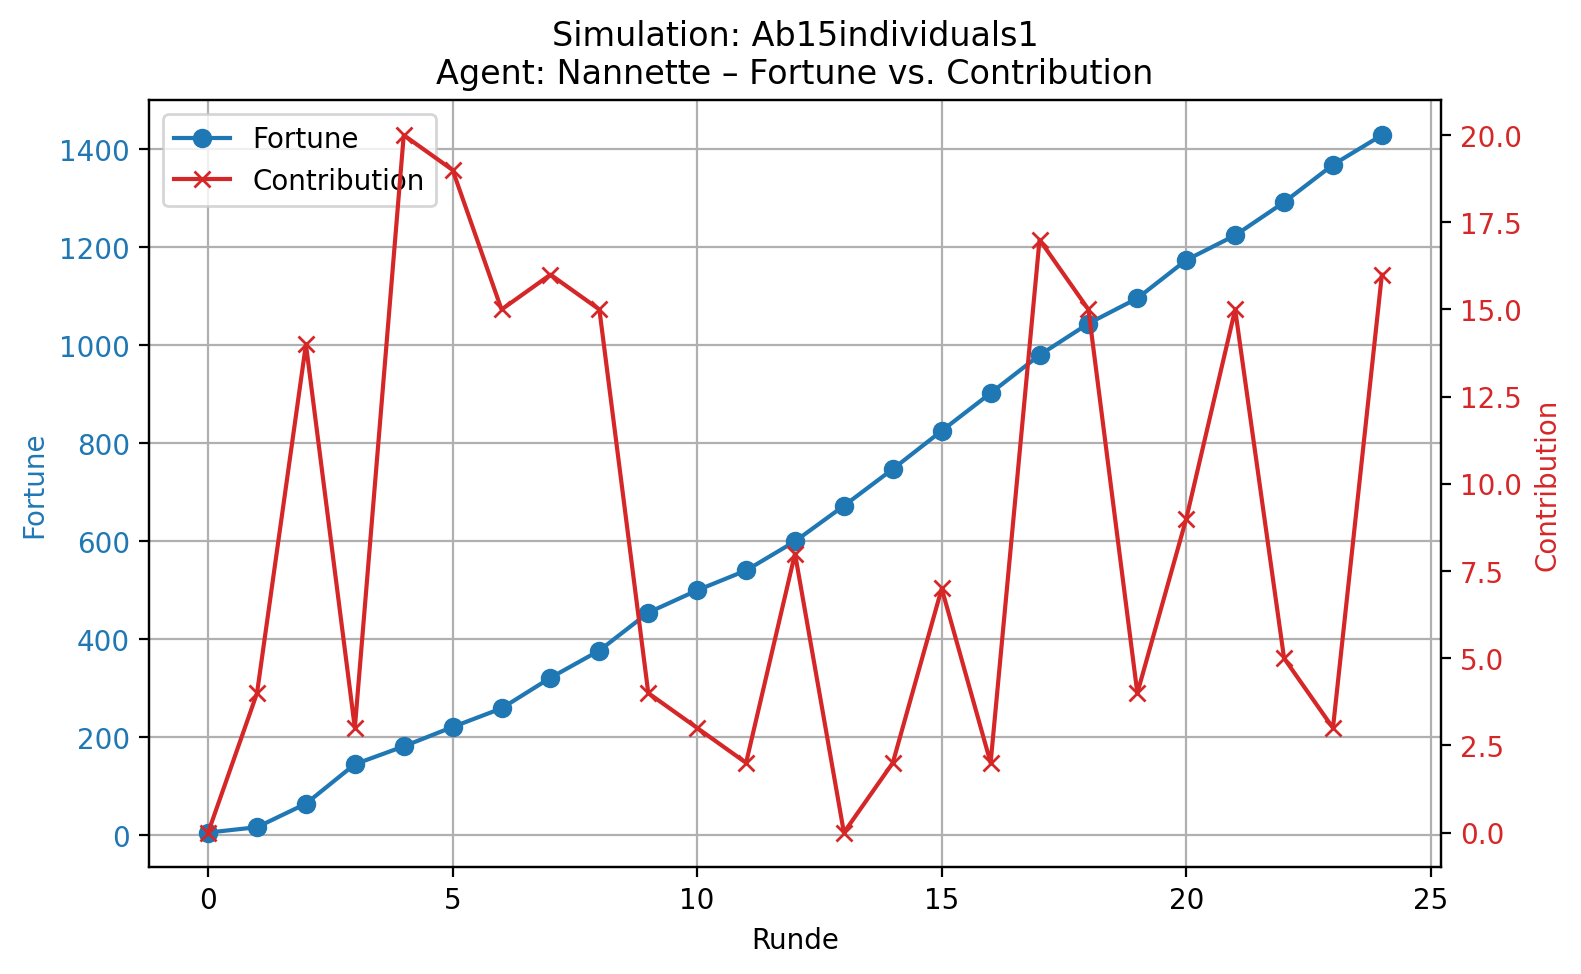 Simulation: Ab15individuals1
Agent: Nannette – Fortune vs. Contribution
Fortune
Contribution
1400
1200
1000
800
600
400
200
0
Fortune
20.0
17.5
15.0
12.5
10.0
7.5
5.0
2.5
0.0
Contribution
0 5 10 15 20 25
Runde